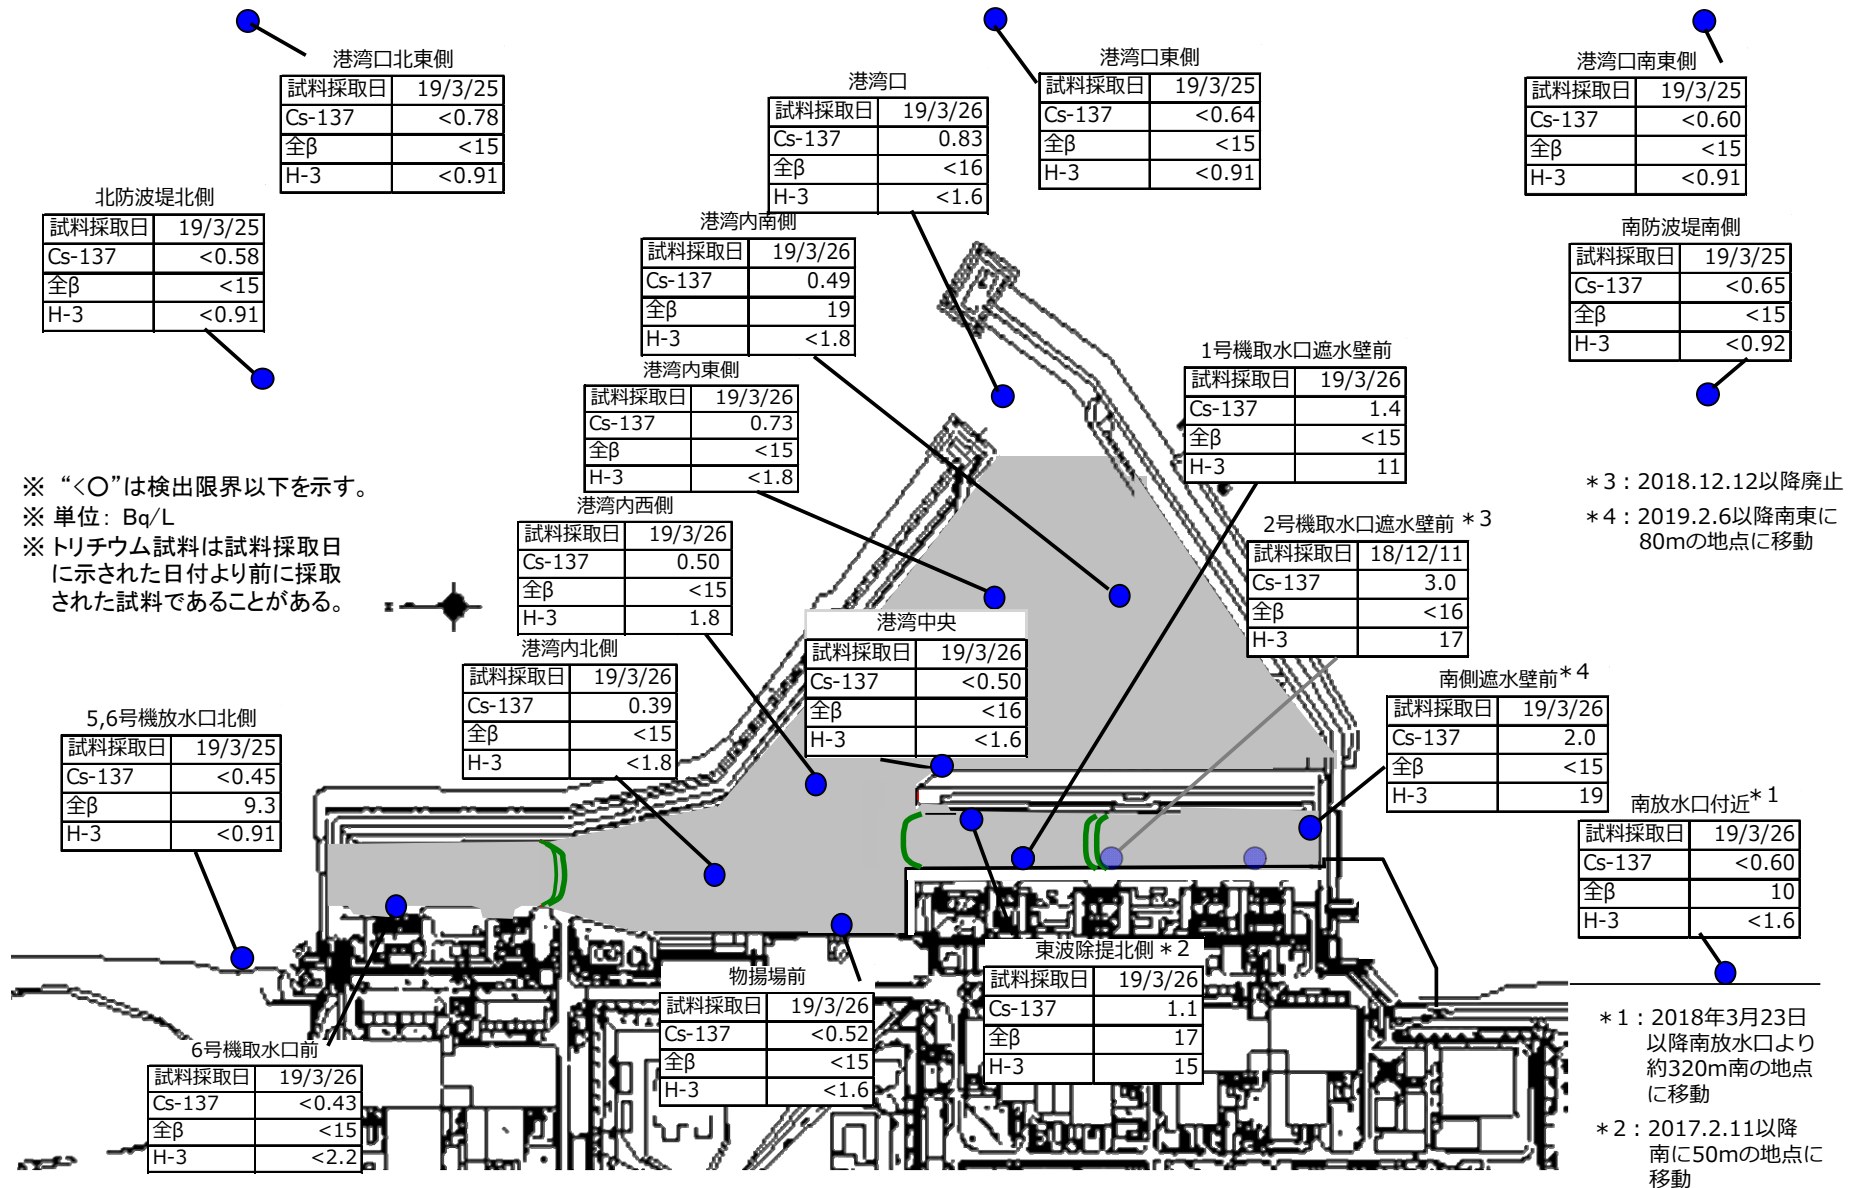 港湾口北東側
試料採取日 19/3/25
Cs-137 <0.78
全β <15
H-3 <0.91
港湾口
試料採取日 19/3/26
Cs-137 0.83
全β <16
H-3 <1.6
港湾口東側
試料採取日 19/3/25
Cs-137 <0.64
全β <15
H-3 <0.91
港湾口南東側
試料採取日 19/3/25
Cs-137 <0.60
全β <15
H-3 <0.91
北防波堤北側
試料採取日 19/3/25
Cs-137 <0.58
全β <15
H-3 <0.91
港湾内南側
試料採取日 19/3/26
Cs-137 0.49
全β 19
H-3 <1.8
南防波堤南側
試料採取日 19/3/25
Cs-137 <0.65
全β <15
H-3 <0.92
港湾内東側
試料採取日 19/3/26
Cs-137 0.73
全β <15
H-3 <1.8
1号機取水口遮水壁前
試料採取日 19/3/26
Cs-137 1.4
全β <15
H-3 11
※ “<○”は検出限界以下を示す。
※ 単位: Bq/L
※ トリチウム試料は試料採取日
に示された日付より前に採取
された試料であることがある。
*3:2018.12.12以降廃止
*4:2019.2.6以降南東に
80mの地点に移動
港湾内西側
試料採取日 19/3/26
Cs-137 0.50
全β <15
H-3 1.8
2号機取水口遮水壁前 *3
試料採取日 18/12/11
Cs-137 3.0
全β <16
H-3 17
港湾中央
試料採取日 19/3/26
Cs-137 <0.50
全β <16
H-3 <1.6
港湾内北側
試料採取日 19/3/26
Cs-137 0.39
全β <15
H-3 <1.8
南側遮水壁前*4
試料採取日 19/3/26
Cs-137 2.0
全β <15
H-3 19
5,6号機放水口北側
試料採取日 19/3/25
Cs-137 <0.45
全β 9.3
H-3 <0.91
南放水口付近*1
試料採取日 19/3/26
Cs-137 <0.60
全β 10
H-3 <1.6
東波除提北側 *2
試料採取日 19/3/26
Cs-137 1.1
全β 17
H-3 15
物揚場前
試料採取日 19/3/26
Cs-137 <0.52
全β <15
H-3 <1.6
6号機取水口前
試料採取日 19/3/26
Cs-137 <0.43
全β <15
H-3 <2.2
*1:2018年3月23日
以降南放水口より
約320m南の地点
に移動
*2:2017.2.11以降
南に50mの地点に
移動